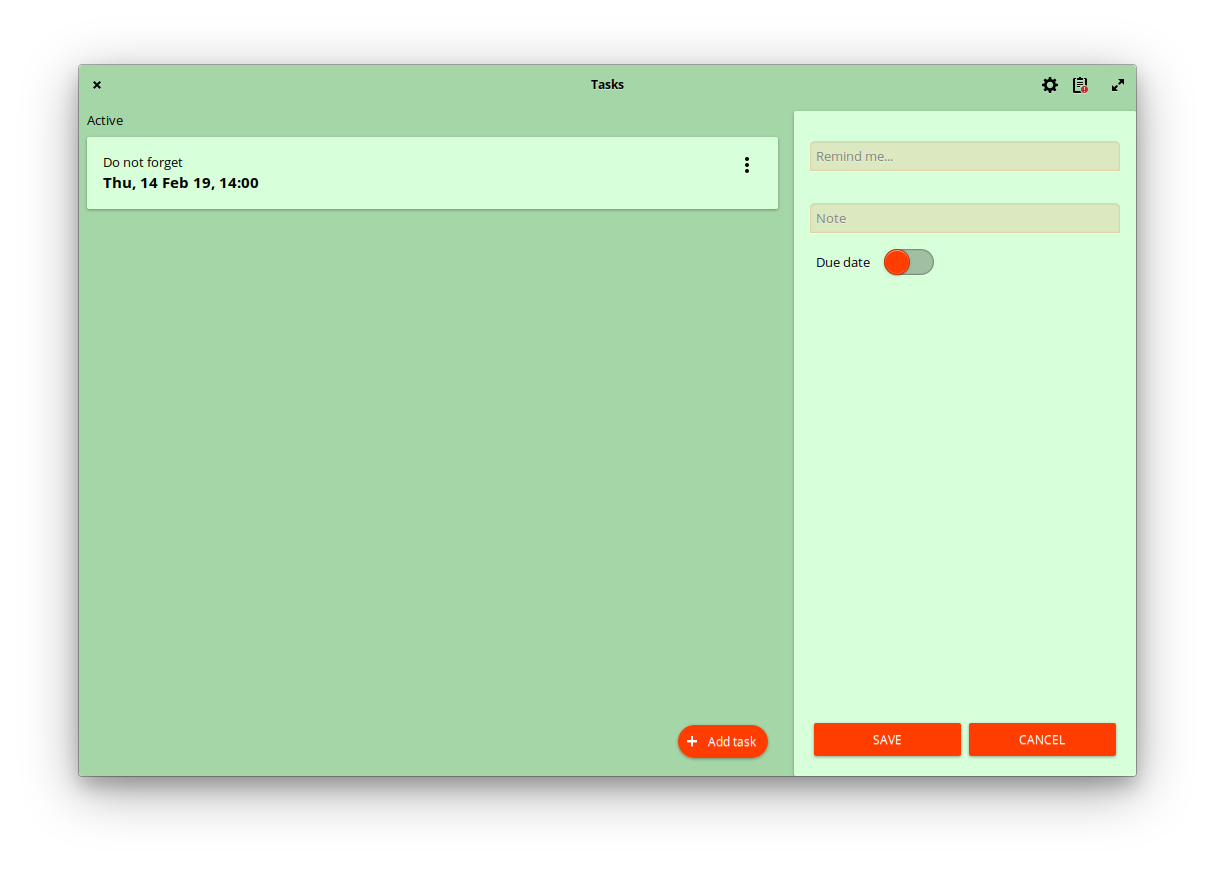 Tasks
Active
Do not forget
Thu, 14 Feb 19, 14:00
Remind me...
Note
Due date
Add task
SAVE
CANCEL